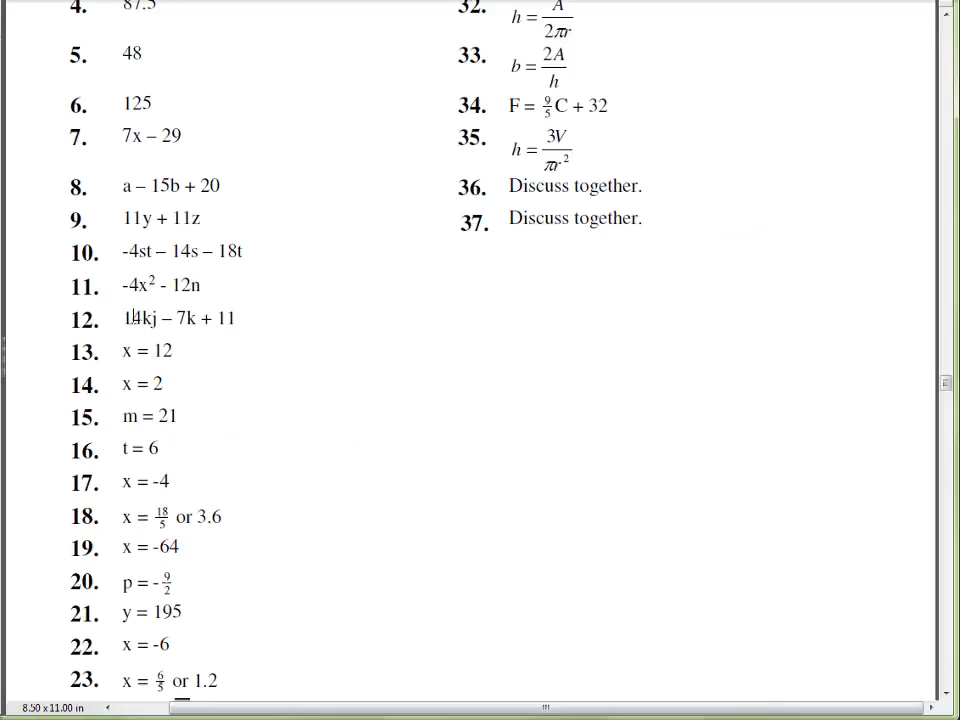 4. 87.5
5. 48
6. 125
7. 7x – 29
8. a – 15b + 20
9. 11y + 11z
10. -4st – 14s – 18t
11. -4x² - 12n
12. 14kj – 7k + 11
13. x = 12
14. x = 2
15. m = 21
16. t = 6
17. x = -4
18. x = 18/5 or 3.6
19. x = -64
20. p = -9/2
21. y = 195
22. x = -6
23. x = 6/5 or 1.2
32. h = A/2πr
33. b = 2A/h
34. F = 9/5 C + 32
35. h = 3V/πr²
36. Discuss together.
37. Discuss together.
8.50 x 11.00 in